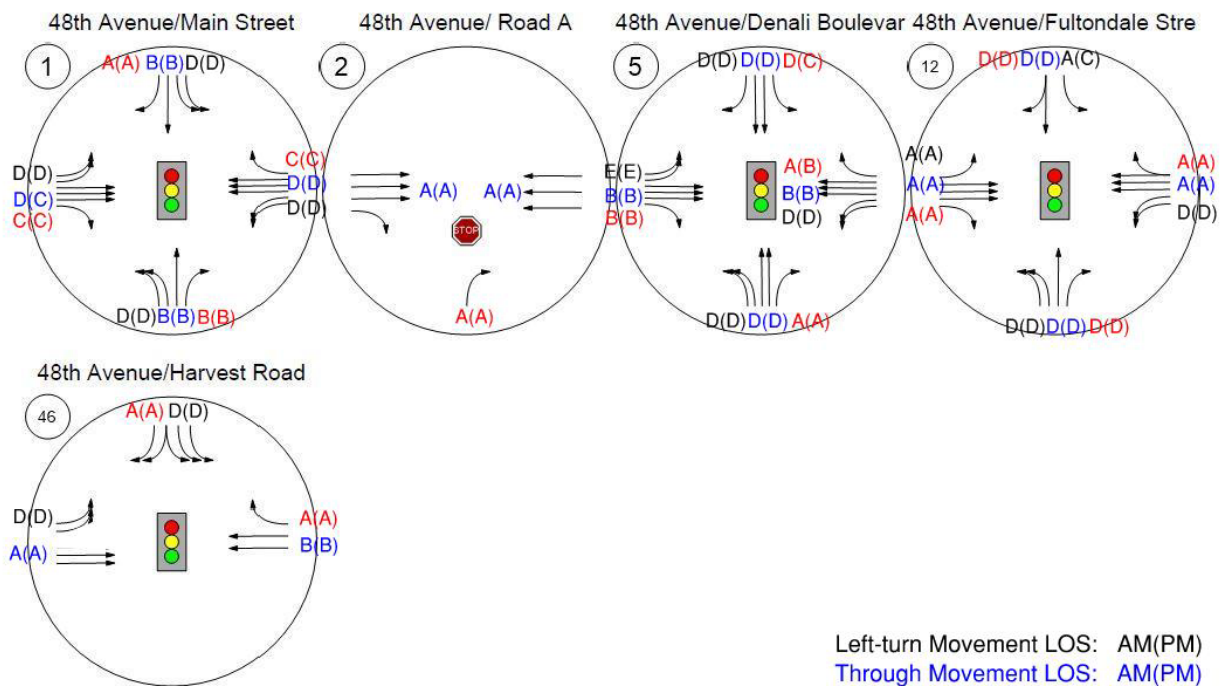 48th Avenue/Main Street
48th Avenue/ Road A
48th Avenue/Denali Boulevar
48th Avenue/Fultondale Stre
1
A(A) B(B) D(D)
D(D)
D(C)
C(C)
C(C)
D(D)
D(D)
D(D) B(B) B(B)
2
A(A)
A(A)
STOP
A(A)
5
D(D) D(D) D(C)
E(E)
B(B)
B(B)
A(B)
B(B)
D(D)
D(D) D(D) A(A)
12
D(D) D(D) A(C)
A(A)
A(A)
A(A)
A(A)
A(A)
D(D)
D(D) D(D) D(D)
48th Avenue/Harvest Road
46
A(A) D(D)
D(D)
A(A)
A(A)
B(B)
Left-turn Movement LOS: AM(PM)
Through Movement LOS: AM(PM)